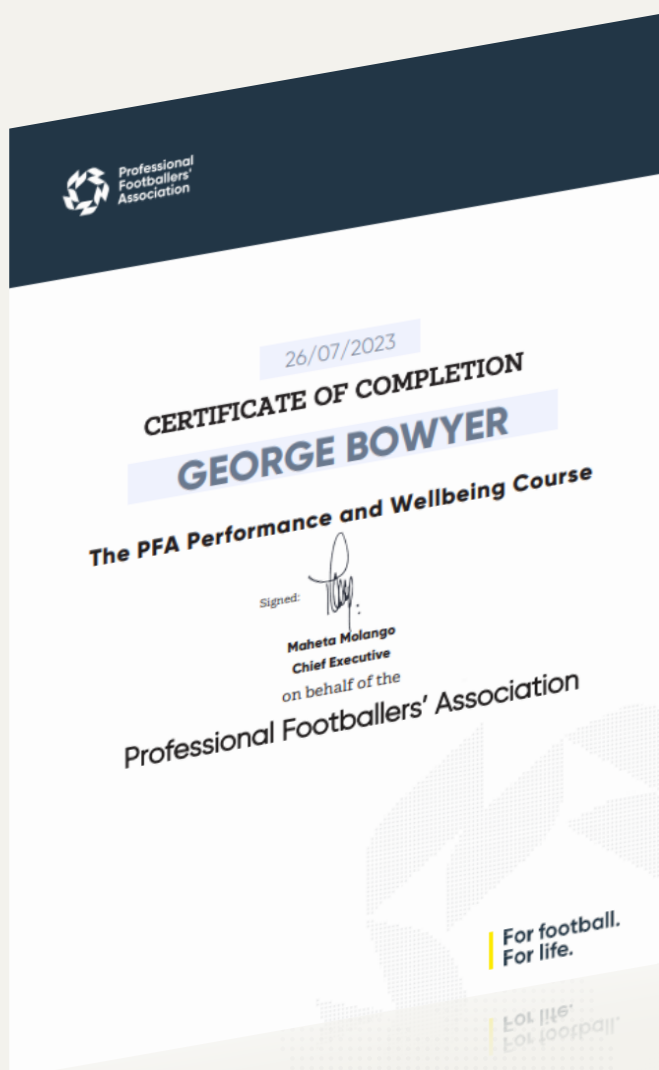 Professional
Footballers'
Association
26/07/2023
CERTIFICATE OF COMPLETION
GEORGE BOWYER
The PFA Performance and Wellbeing Course
Signed:
Maheta Molango
Chief Executive
on behalf of the
Professional Footballers' Association
For football.
For life.